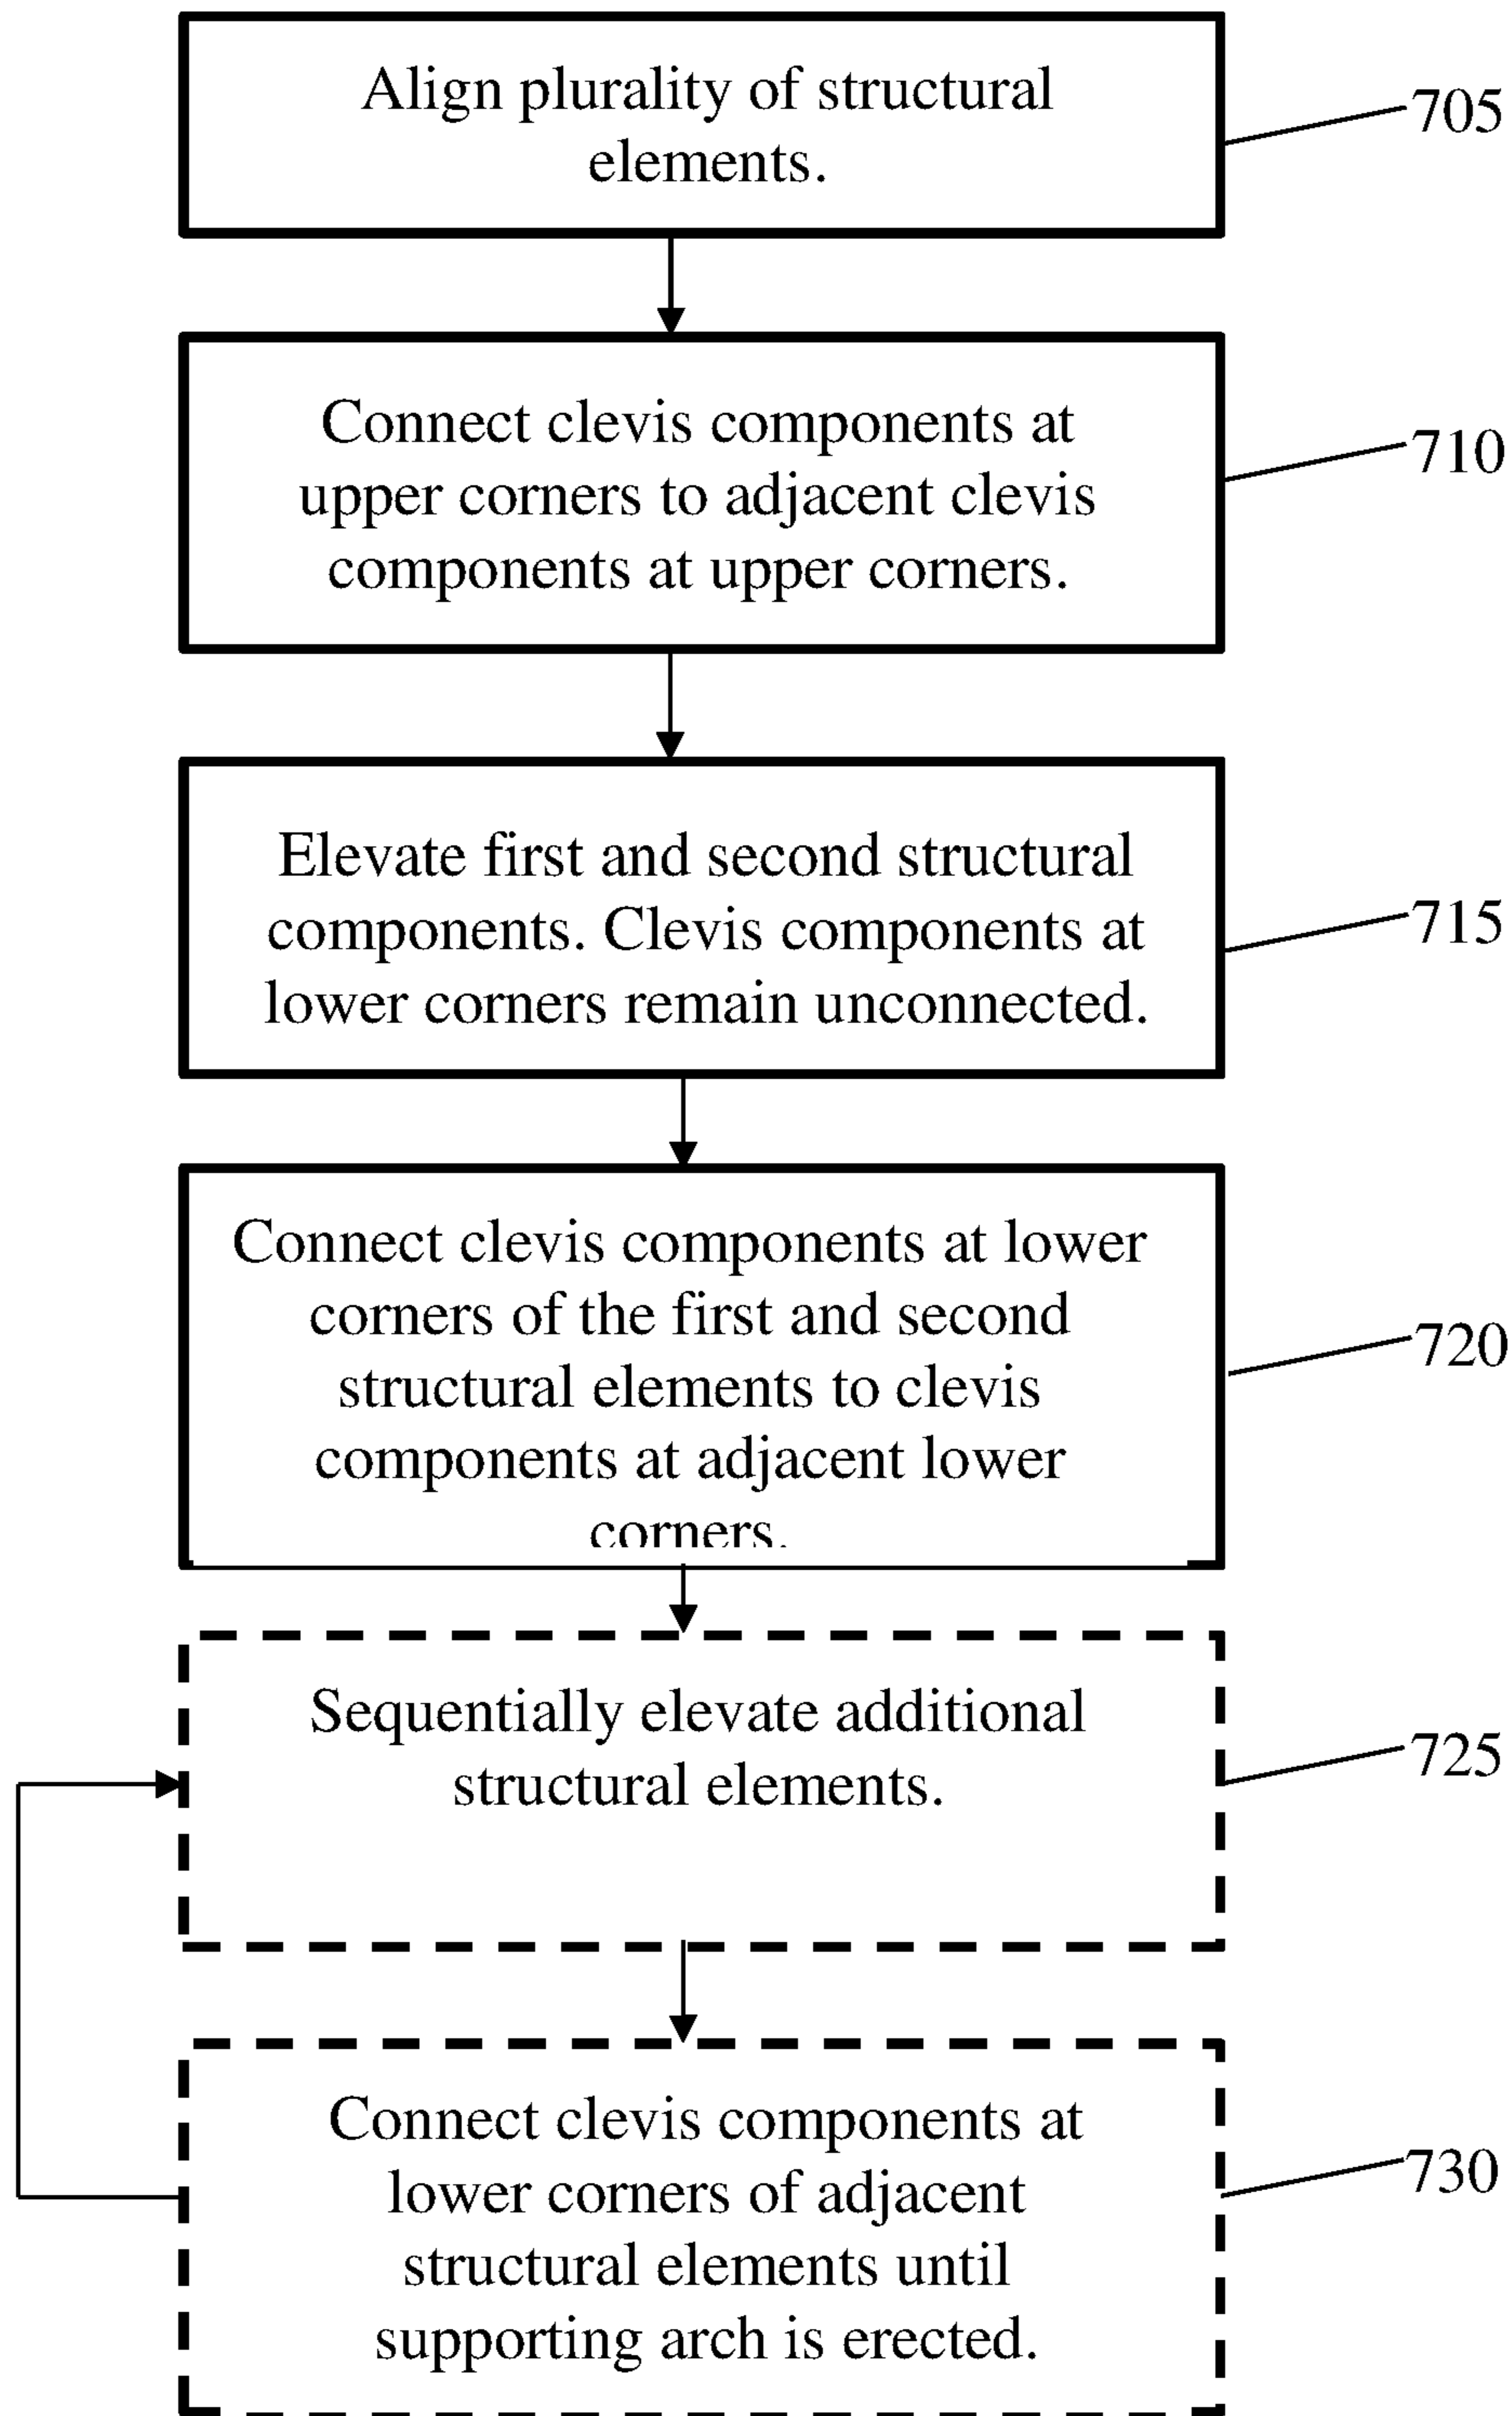 Align plurality of structural
elements.
705
Connect clevis components at
upper corners to adjacent clevis
components at upper corners.
710
Elevate first and second structural
components. Clevis components at
lower corners remain unconnected.
715
Connect clevis components at lower
corners of the first and second
structural elements to clevis
components at adjacent lower
corners.
720
Sequentially elevate additional
structural elements.
725
Connect clevis components at
lower corners of adjacent
structural elements until
supporting arch is erected.
730